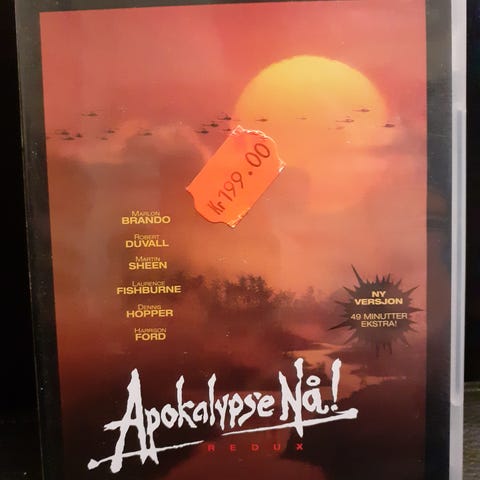 Kr 199.00
MARLON
BRANDO
ROBERT
DUVALL
MARTIN
SHEEN
LAURENCE
FISHBURNE
DENNIS
HOPPER
HARRISON
FORD
NY
VERSJON
49 MINUTTER
EKSTRA!
Apokalypse Nå!
REDUX